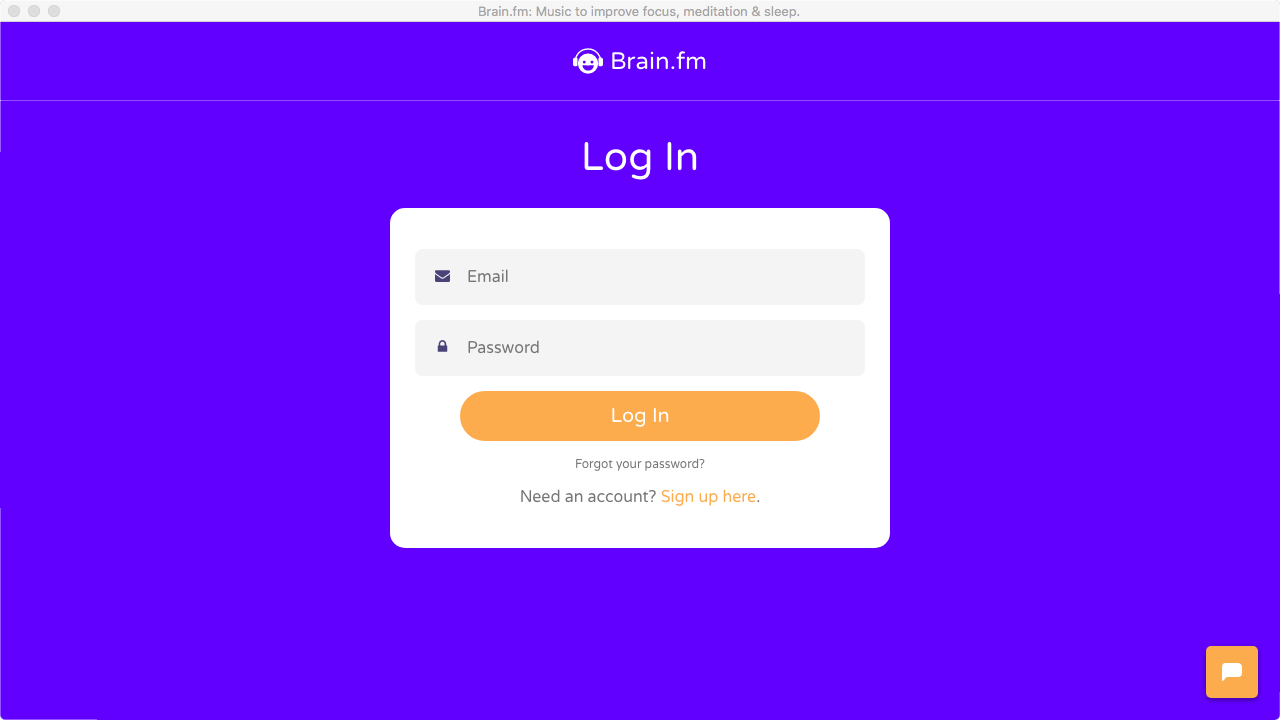 Brain.fm: Music to improve focus, meditation & sleep.
Brain.fm
Log In
Email
Password
Log In
Forgot your password?
Need an account? Sign up here.